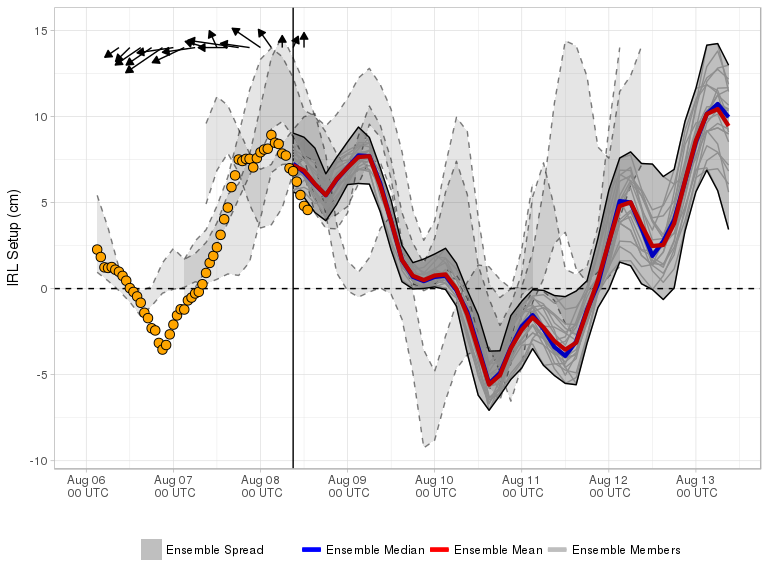 IRL Setup (cm)
15
10
5
0
-5
-10
Aug 06 Aug 07 Aug 08 Aug 09 Aug 10 Aug 11 Aug 12 Aug 13
00 UTC 00 UTC 00 UTC 00 UTC 00 UTC 00 UTC 00 UTC 00 UTC
Ensemble Spread Ensemble Median Ensemble Mean Ensemble Members